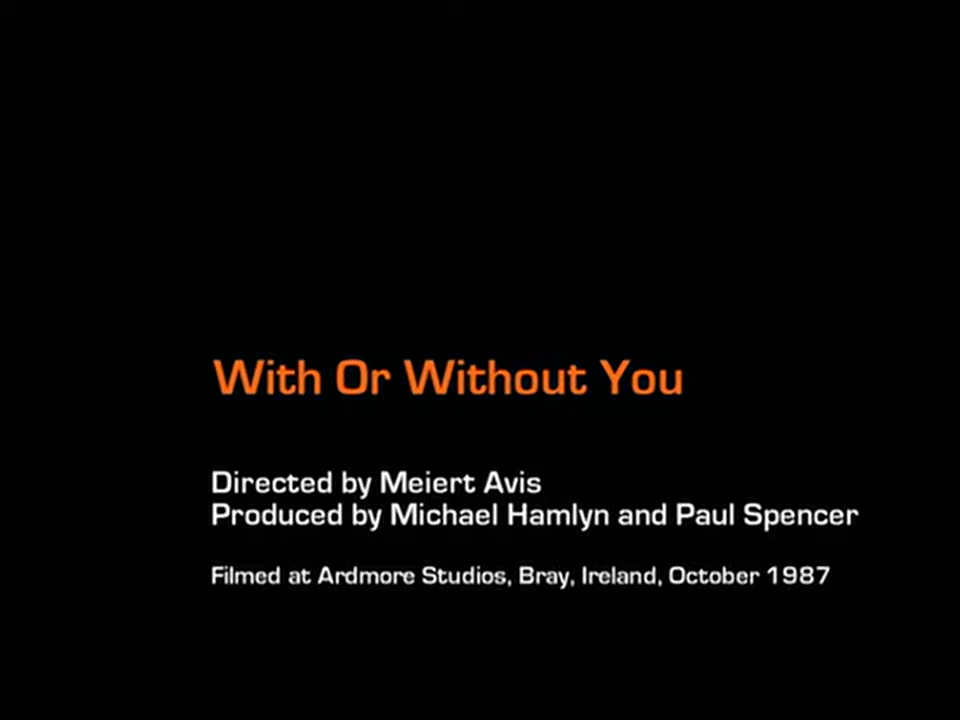 With Or Without You
Directed by Meiert Avis
Produced by Michael Hamlyn and Paul Spencer
Filmed at Ardmore Studios, Bray, Ireland, October 1987